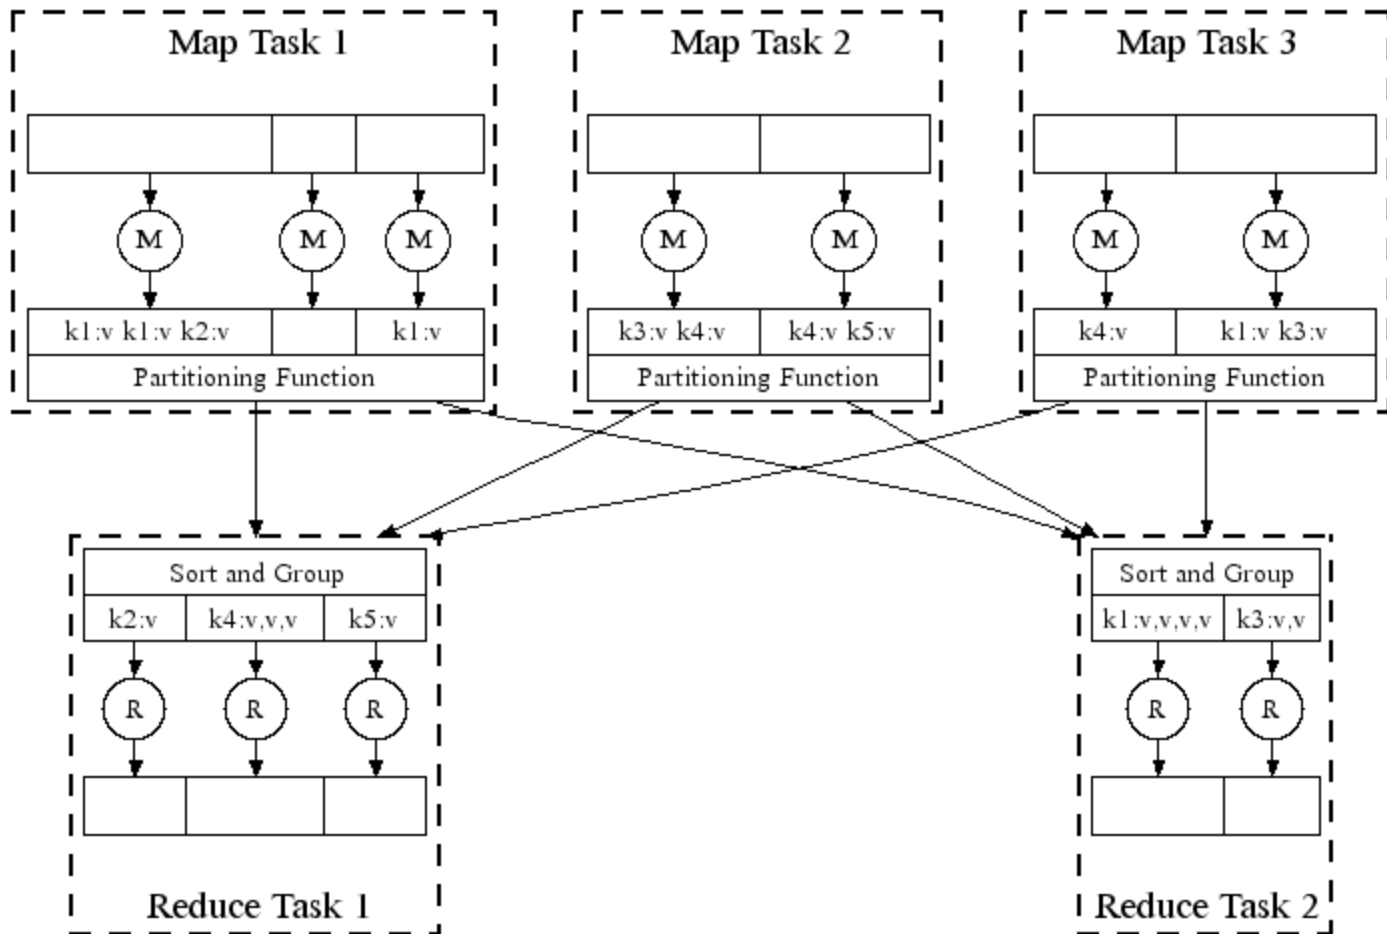 Map Task 1
Map Task 2
Map Task 3
M
M
M
M
M
M
M
k1:v k1:v k2:v
k1:v
k3:v k4:v
k4:v k5:v
k4:v
k1:v k3:v
Partitioning Function
Partitioning Function
Partitioning Function
Sort and Group
Sort and Group
k2:v
k4:v,v,v
k5:v
k1:v,v,v,v
k3:v,v
R
R
R
R
R
Reduce Task 1
Reduce Task 2